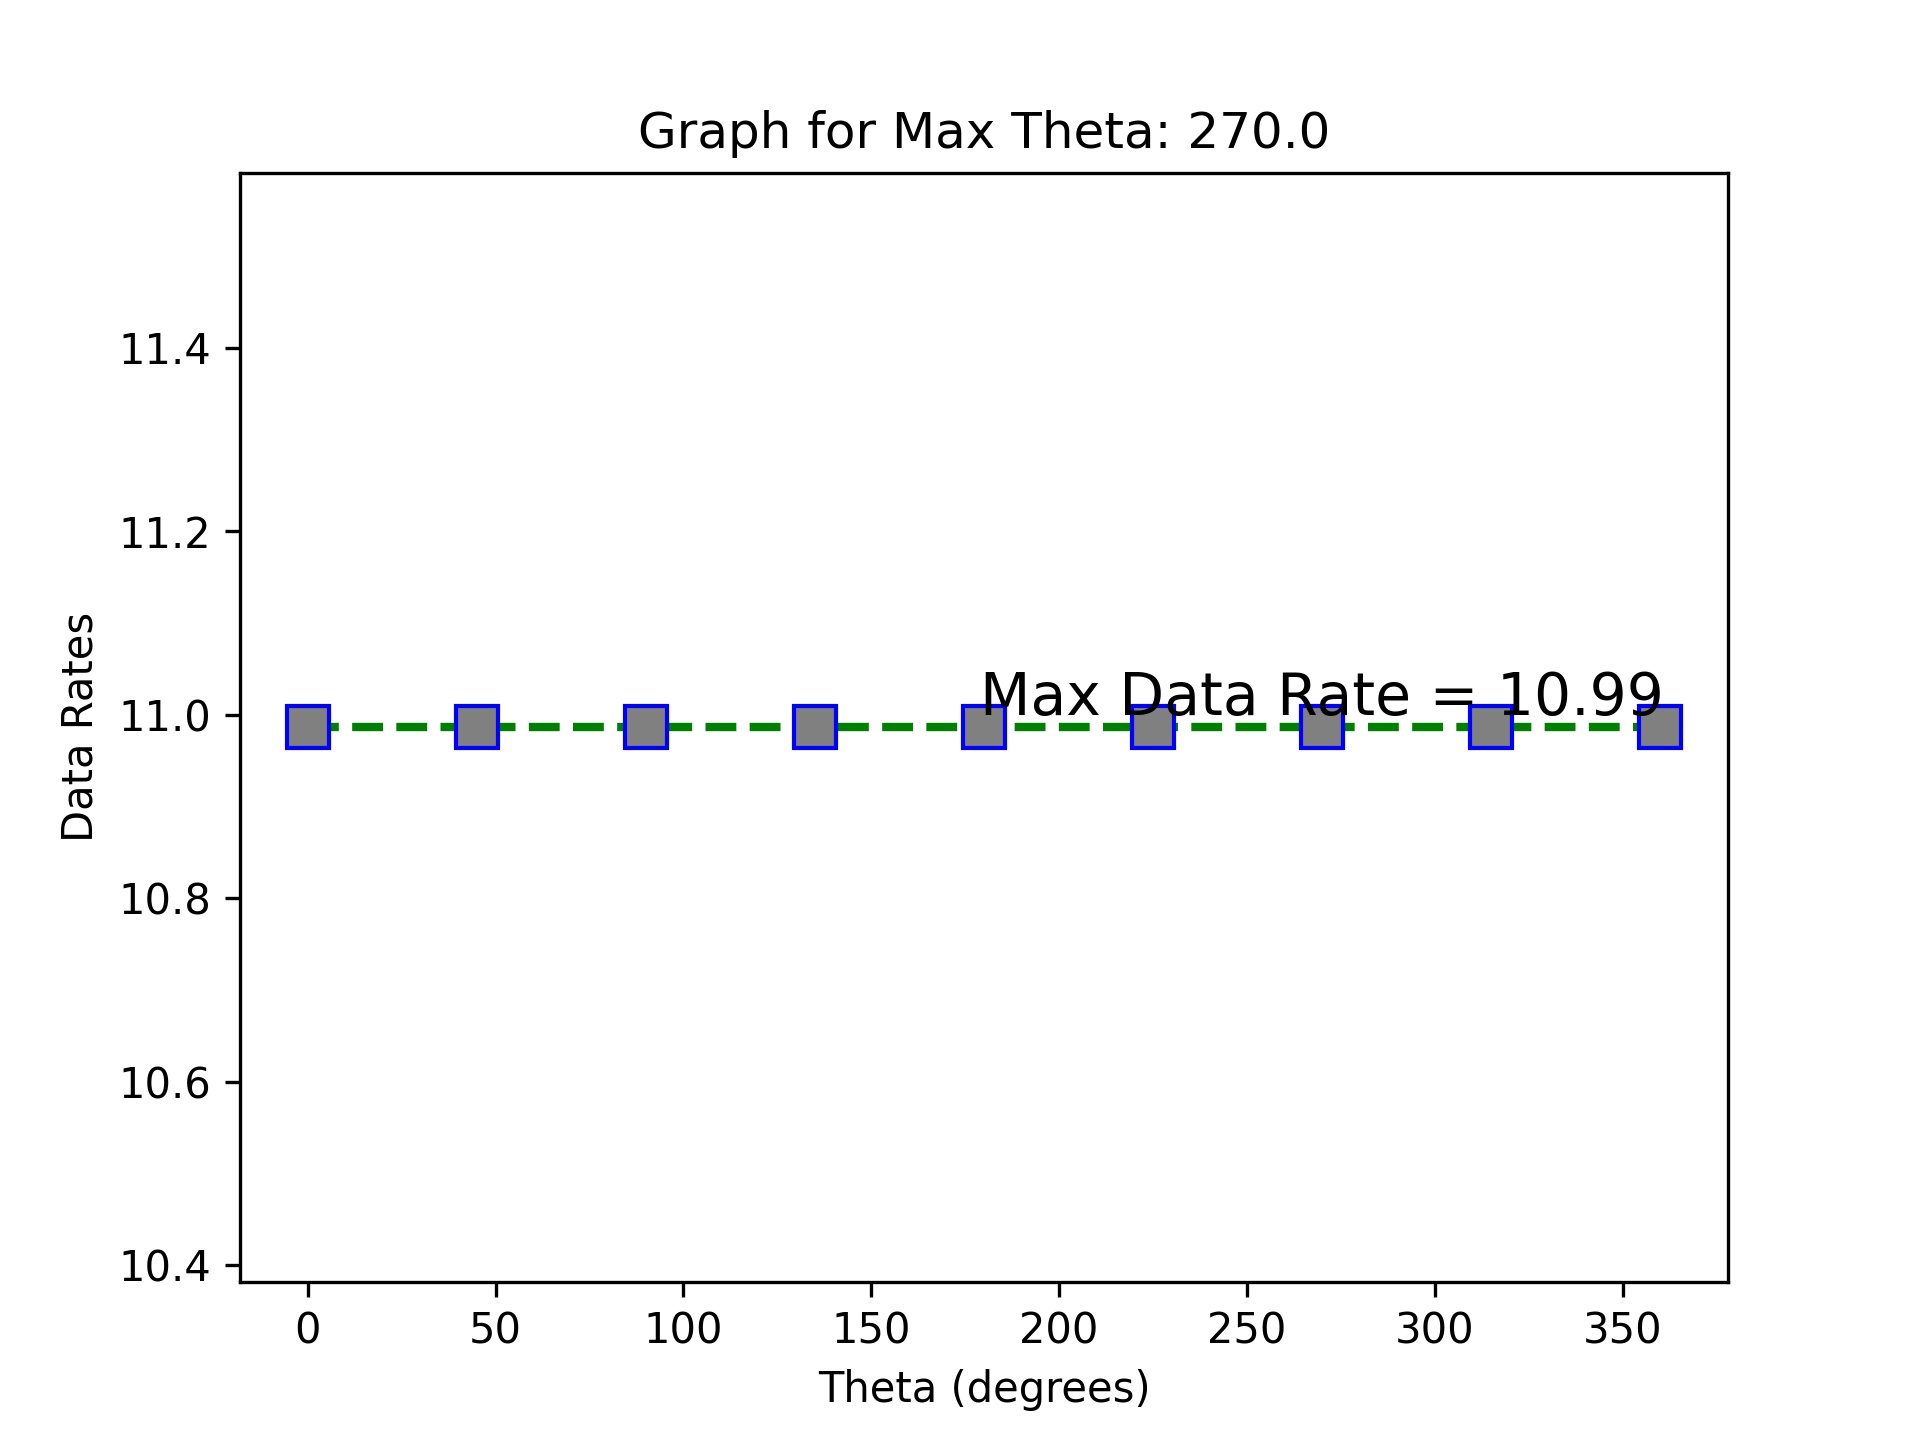 Graph for Max Theta: 270.0
11.4
11.2
11.0
10.8
10.6
10.4
Data Rates
Max Data Rate = 10.99
0 50 100 150 200 250 300 350
Theta (degrees)